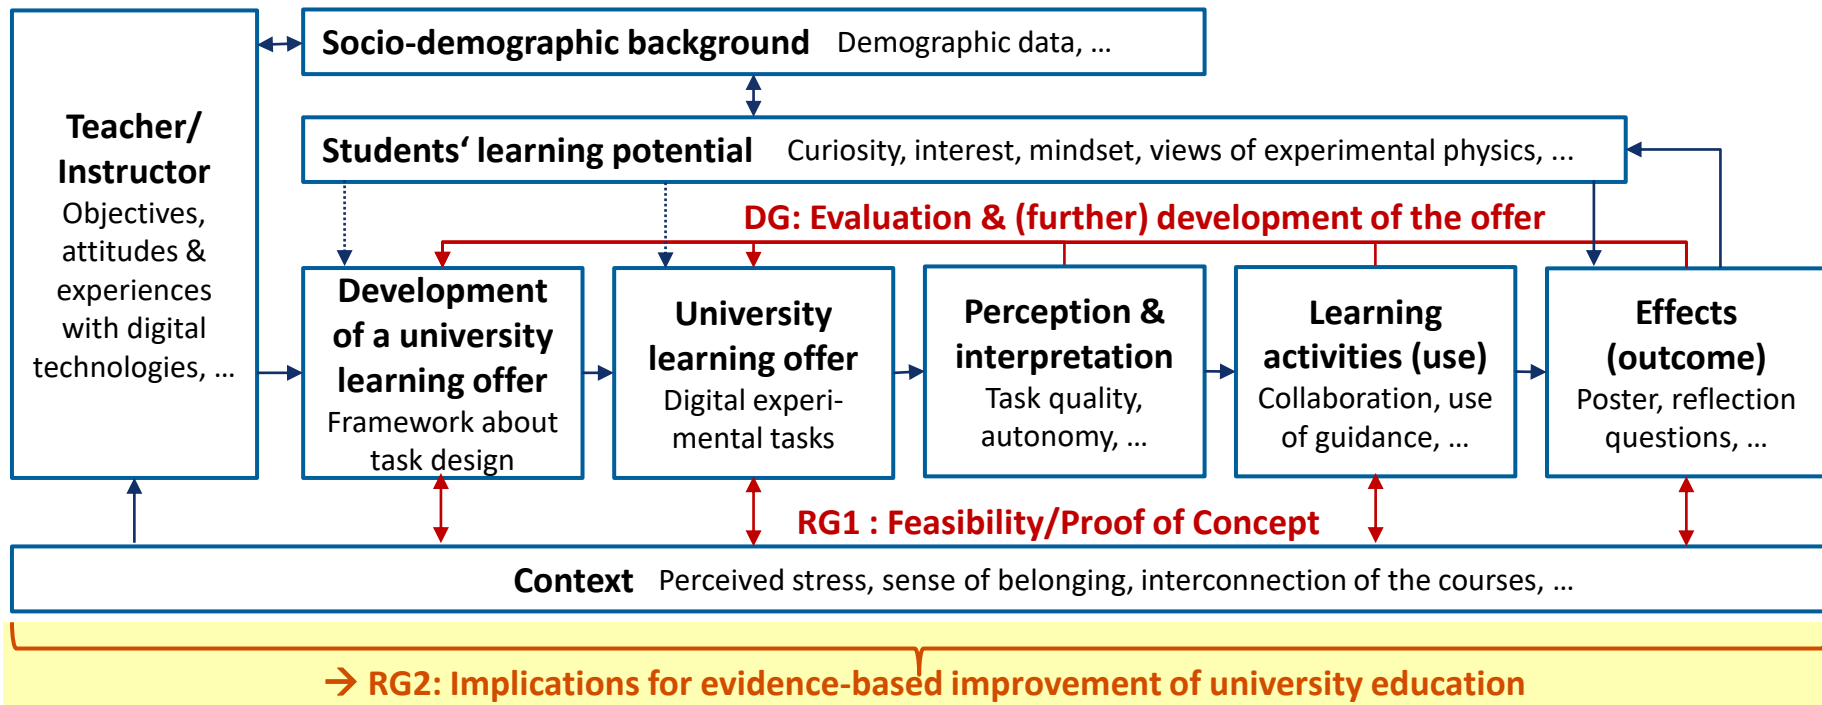 Socio-demographic background Demographic data, ...
Teacher/
Instructor
Objectives,
attitudes &
experiences
with digital
technologies, ...
Students‘ learning potential Curiosity, interest, mindset, views of experimental physics, ...
DG: Evaluation & (further) development of the offer
Development
of a university
learning offer
Framework about
task design
University
learning offer
Digital experi-
mental tasks
Perception &
interpretation
Task quality,
autonomy, ...
Learning
activities (use)
Collaboration, use
of guidance, ...
Effects
(outcome)
Poster, reflection
questions, ...
RG1 : Feasibility/Proof of Concept
Context Perceived stress, sense of belonging, interconnection of the courses, ...
→ RG2: Implications for evidence-based improvement of university education